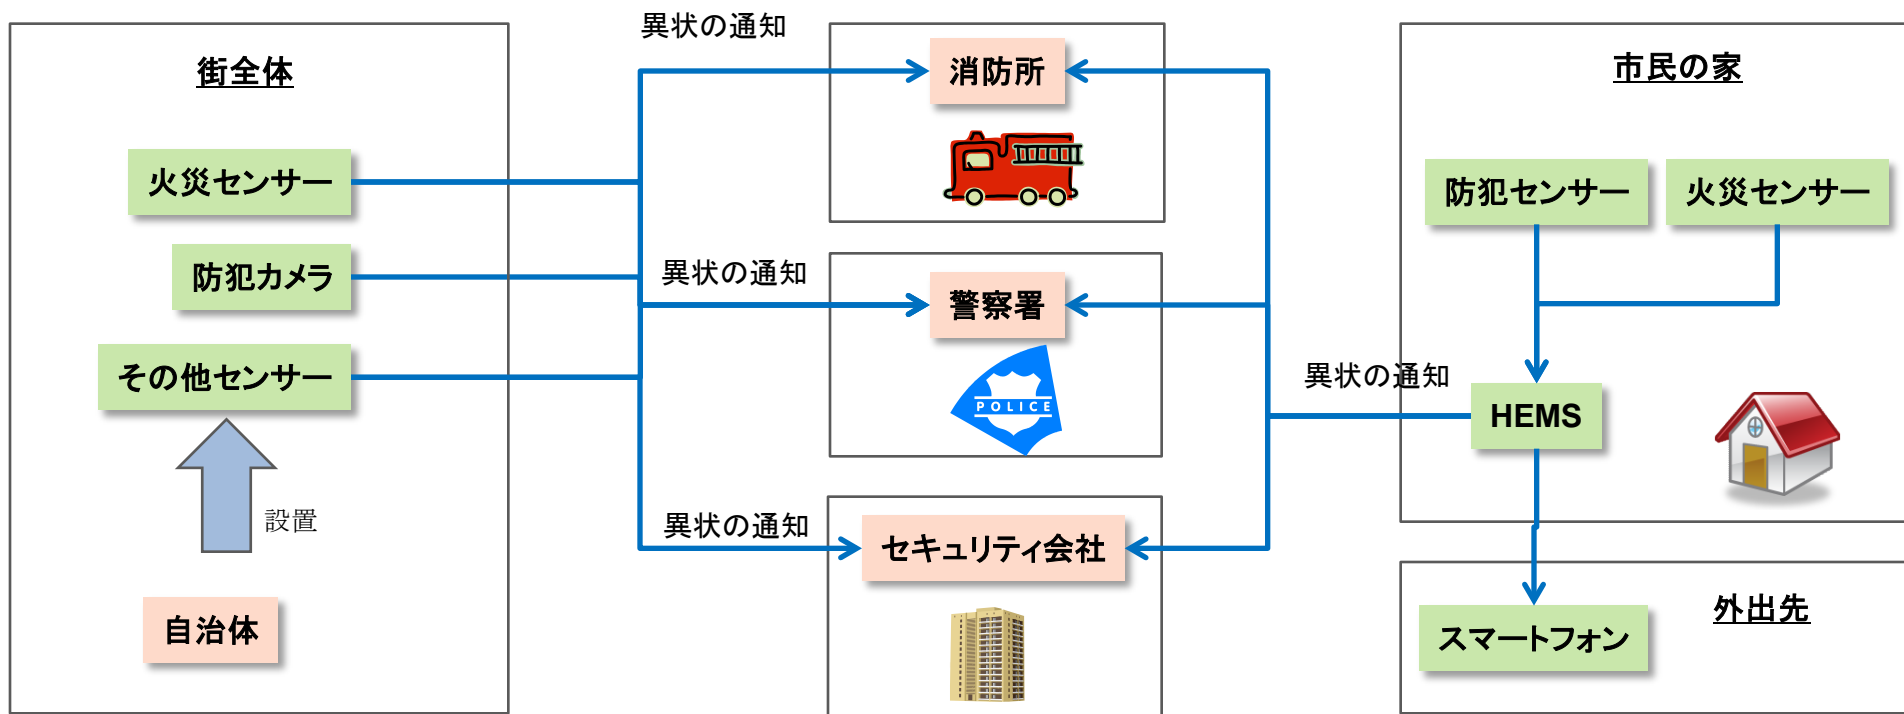 街全体
火災センサー
防犯カメラ
その他センサー
設置
自治体
異状の通知
消防所
異状の通知
警察署
POLICE
異状の通知
セキュリティ会社
市民の家
防犯センサー
火災センサー
異状の通知
HEMS
外出先
スマートフォン